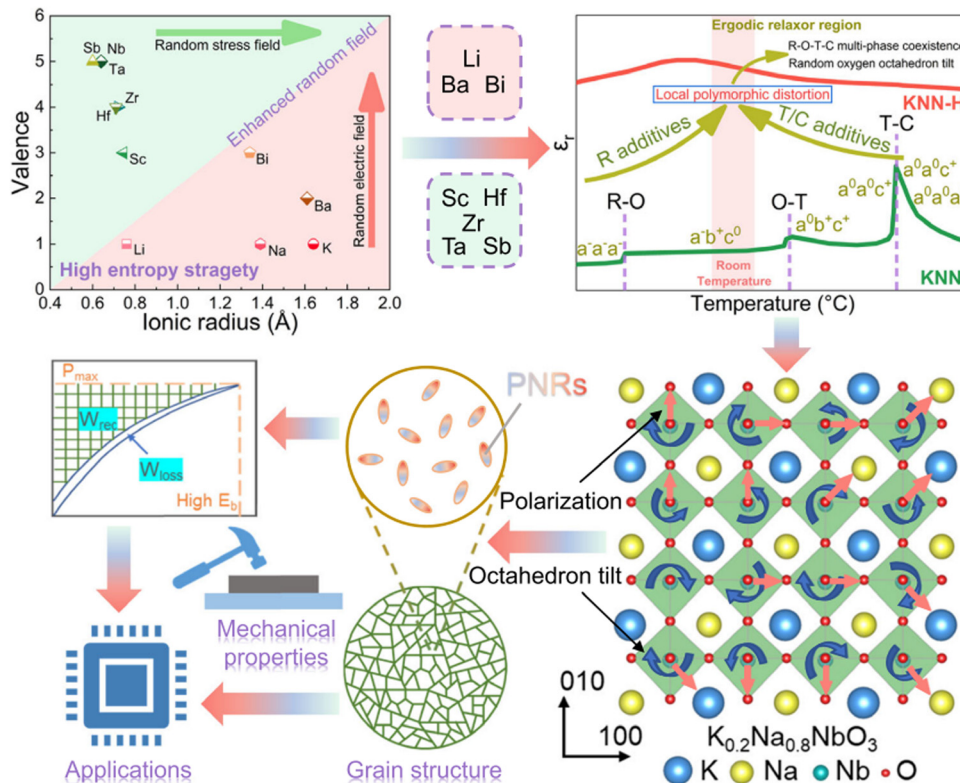 Random stress field
Enhanced random field
Random electric field
Valence
6
5
4
3
2
1
0
Sb Nb
Ta
Zr
Hf
Sc
Bi
Ba
Li
Na
K
High entropy stragety
0.4 0.6 0.8 1.0 1.2 1.4 1.6 1.8 2.0
Ionic radius (Å)
Li
Ba Bi
Sc Hf
Zr
Ta Sb
Ergodic relaxor region
R-O-T-C multi-phase coexistence
Random oxygen octahedron tilt
KNN-H
Local polymorphic distortion
T-C
R additives
T/C additives
εr
R-O
O-T
a⁰a⁰c⁺
a⁰a⁰c⁺
a⁰a⁰a
a⁰b⁺c⁺
a⁻b⁺c⁰
a⁻a⁻a⁻
Room
Temperature
KNN
Temperature (°C)
Pmax
Wrec
Wloss
High Eb
PNRs
Polarization
Octahedron tilt
Mechanical
properties
Applications
Grain structure
010
100
K0.2Na0.8NbO3
K Na Nb O